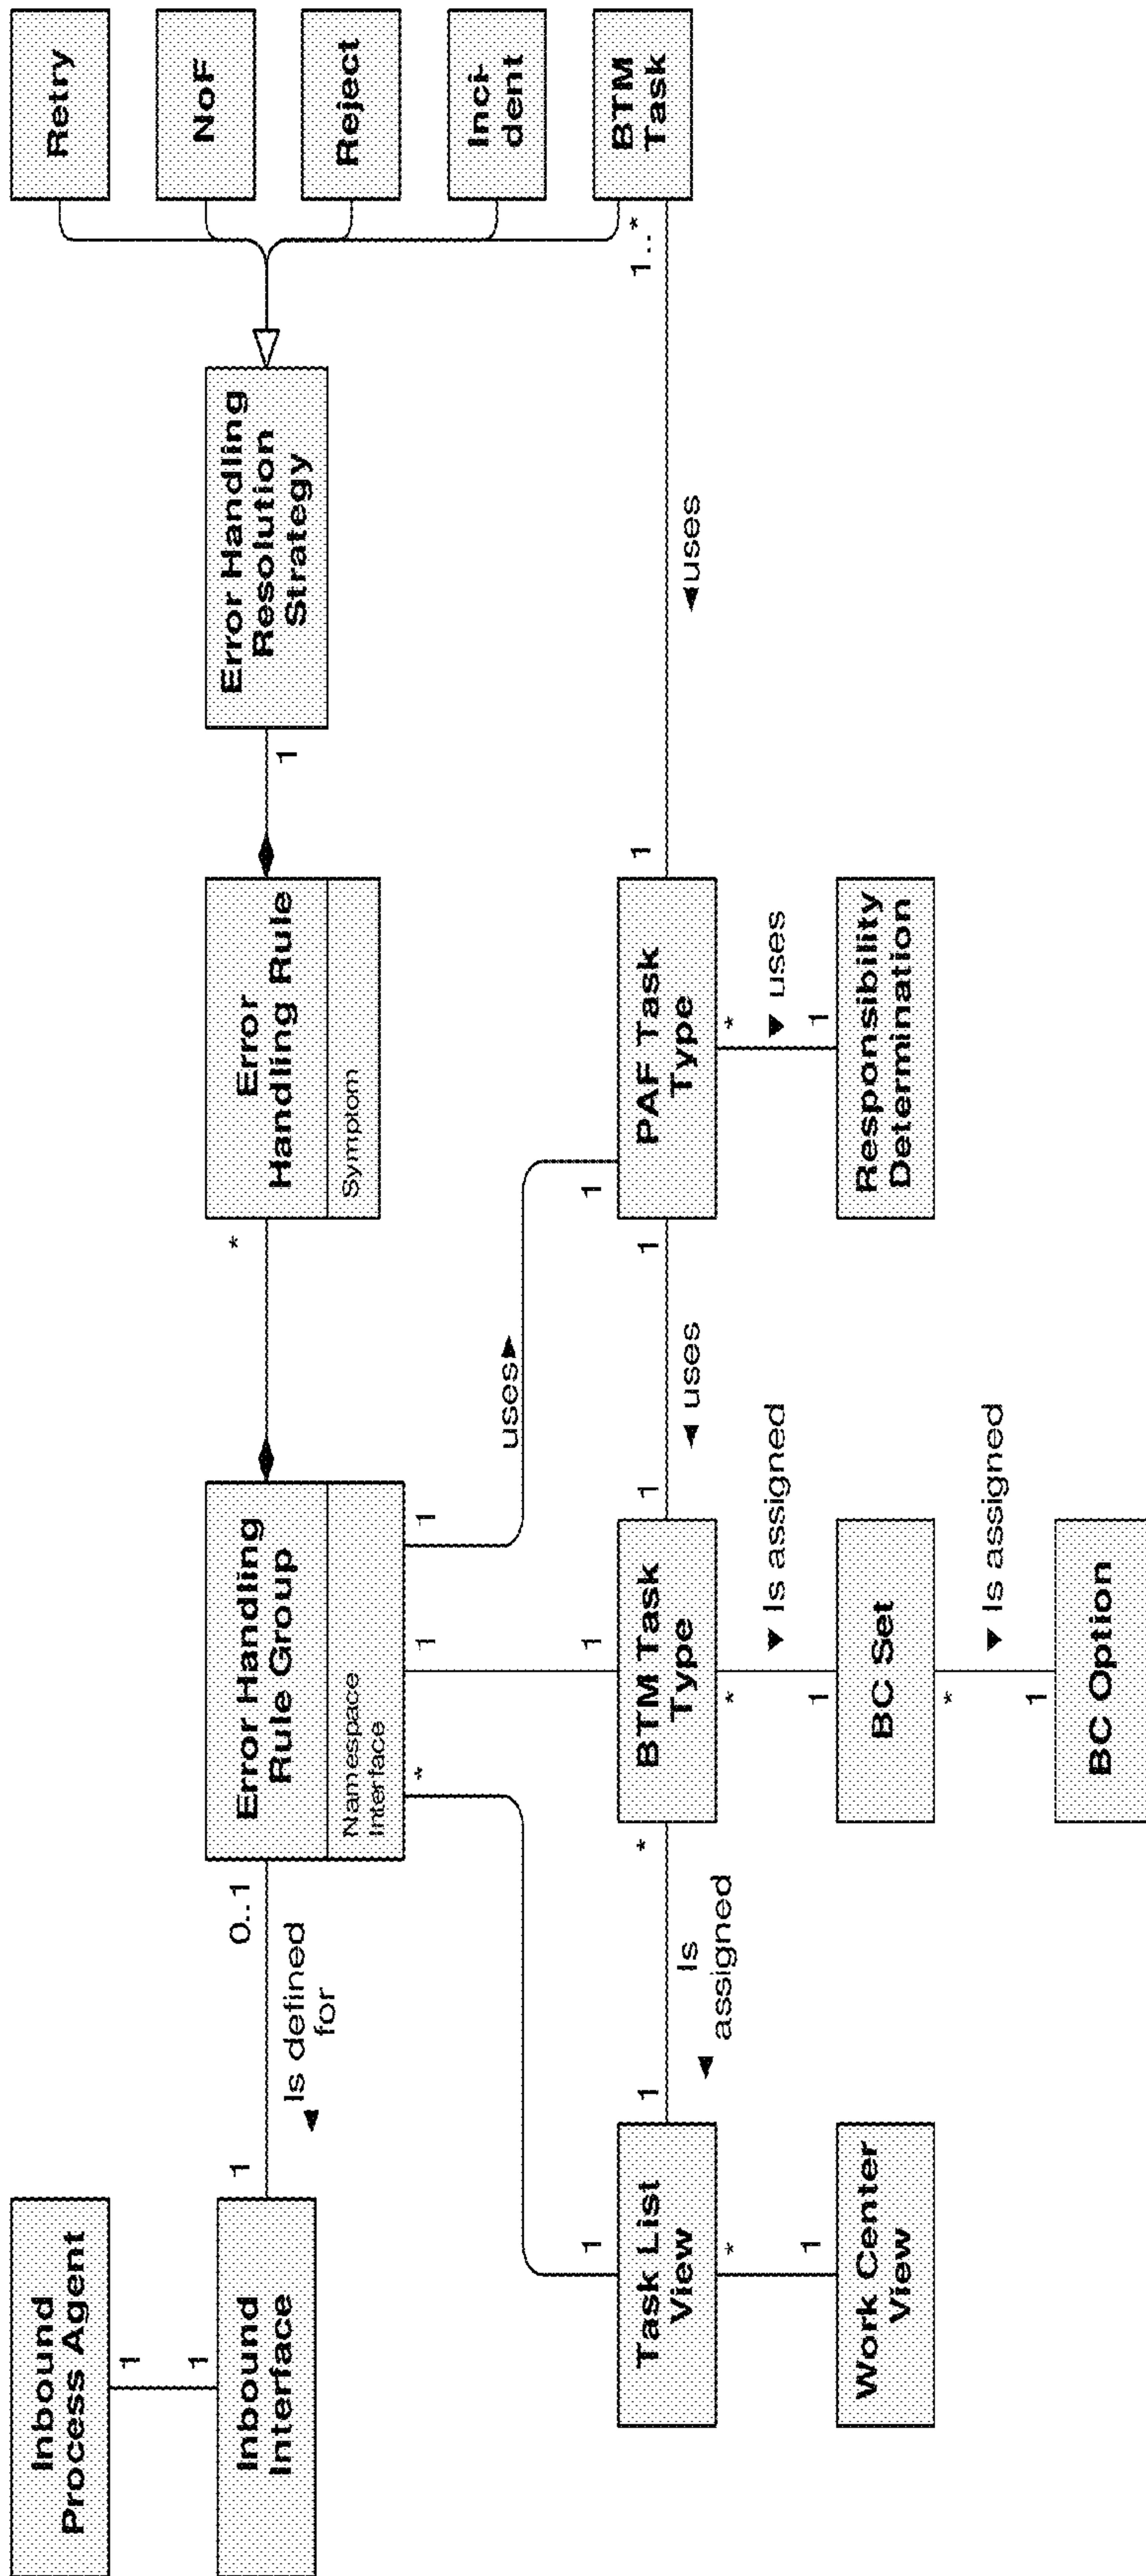 Inbound
Process Agent
1
1
Inbound
Interface
1
Is defined
for
0..1
Error Handling
Rule Group
Namespace
Interface
*
Error
Handling Rule
Symptom
1
Error Handling
Resolution
Strategy
Retry
NoF
Reject
Inci-
dent
BTM
Task
1..*
*
1
1
1
uses
1
1
Task List
View
1
Is
assigned
*
BTM Task
Type
1
uses
1
PAF Task
Type
1
uses
*
1
Work Center
View
*
Is assigned
1
BC Set
*
Is assigned
1
BC Option
*
uses
1
Responsibility
Determination